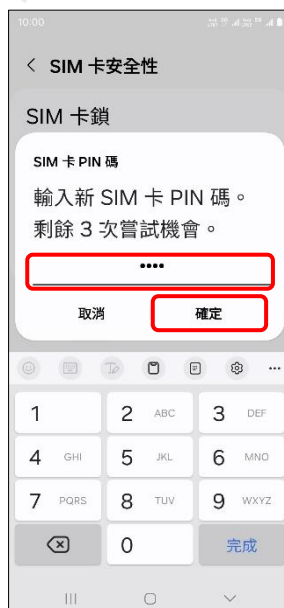 10:00
< SIM 卡安全性
SIM 卡鎖
SIM 卡 PIN 碼
輸入新 SIM 卡 PIN 碼。
剩餘 3 次嘗試機會。
••••
取消 確定
1 2 ABC 3 DEF
4 GHI 5 JKL 6 MNO
7 PQRS 8 TUV 9 WXYZ
0 完成